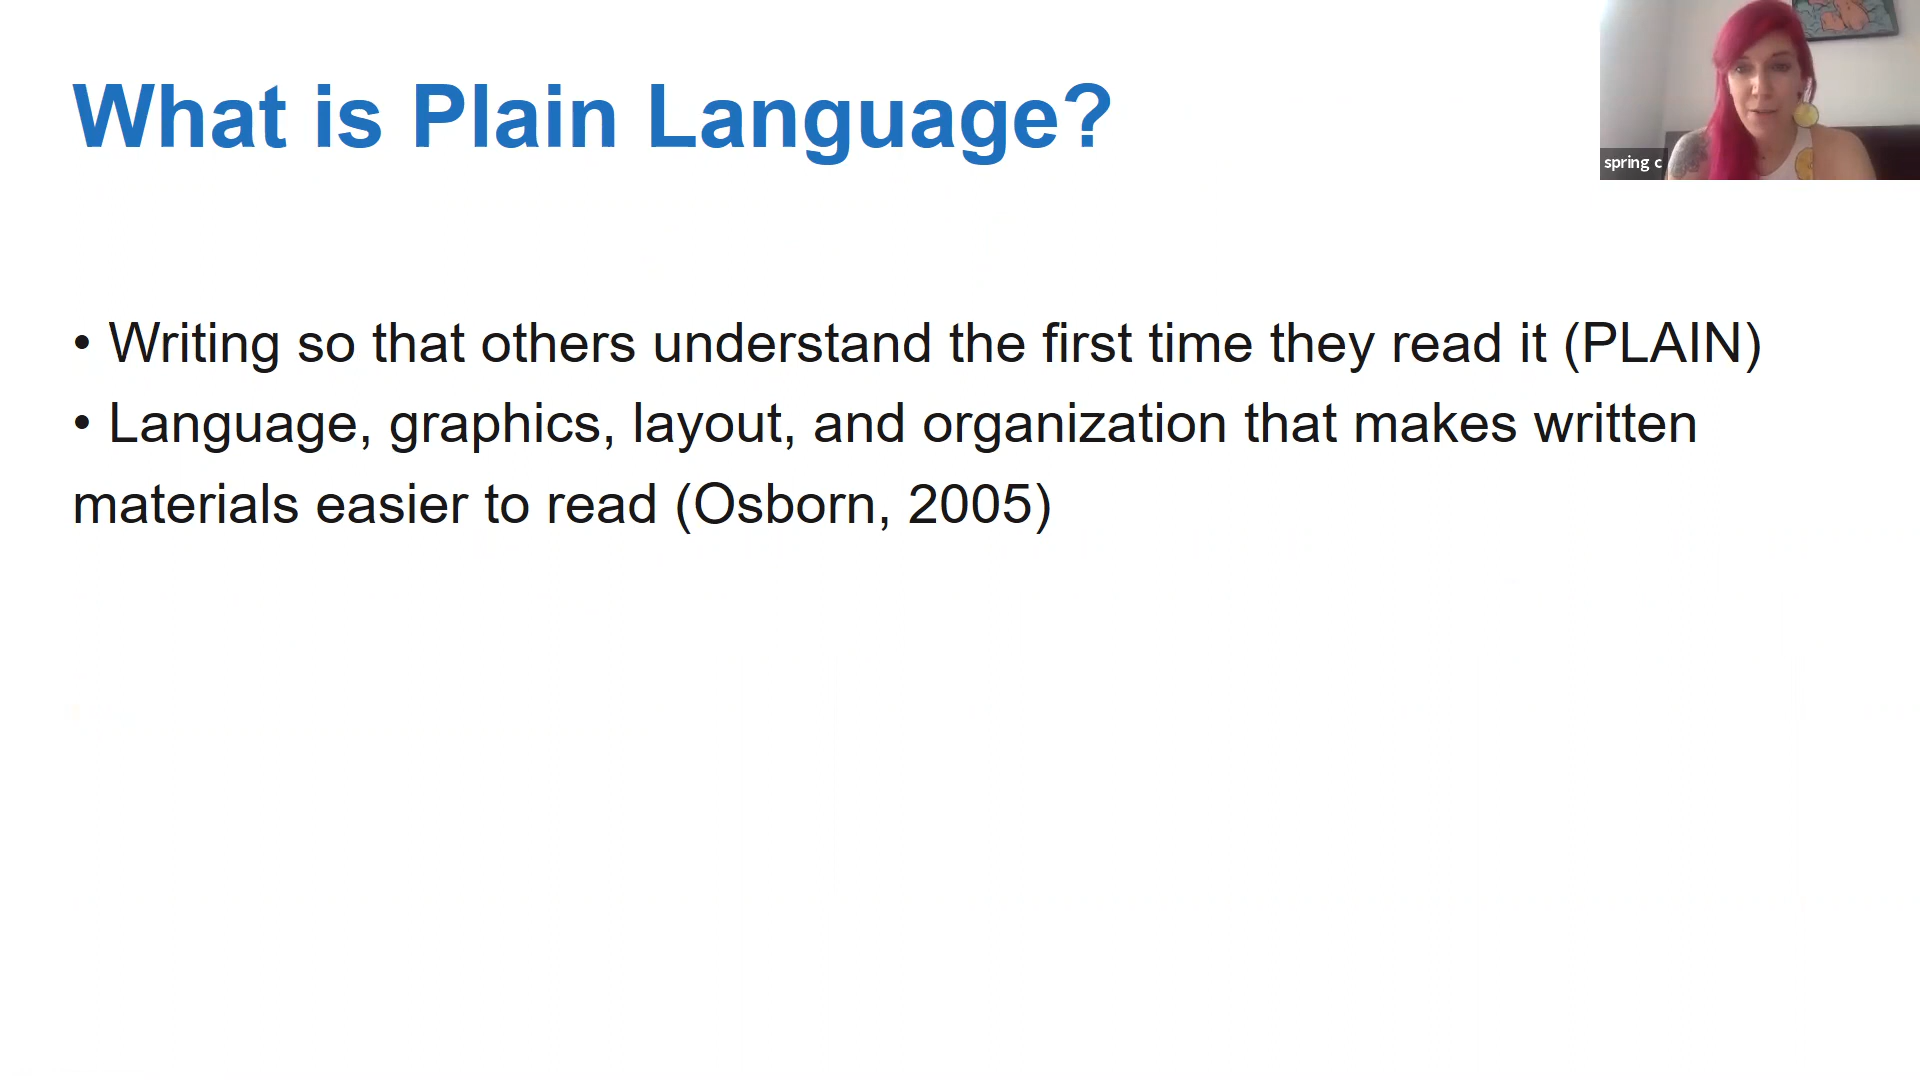 What is Plain Language?
spring c
• Writing so that others understand the first time they read it (PLAIN)
• Language, graphics, layout, and organization that makes written
materials easier to read (Osborn, 2005)